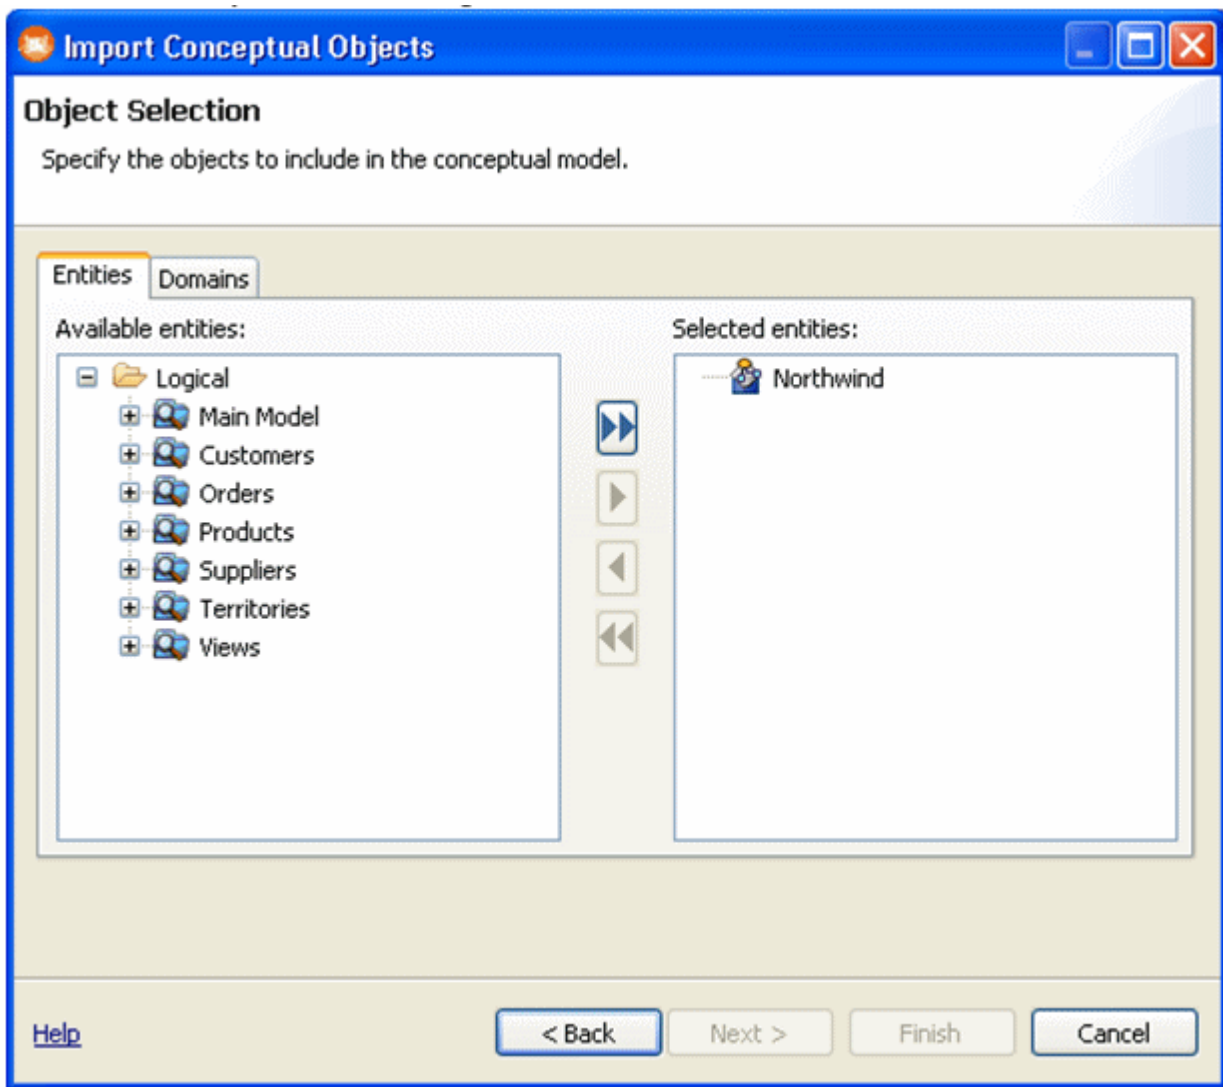 Import Conceptual Objects
Object Selection
Specify the objects to include in the conceptual model.
Entities Domains
Available entities:
Logical
Main Model
Customers
Orders
Products
Suppliers
Territories
Views
Selected entities:
Northwind
Help
< Back
Next >
Finish
Cancel